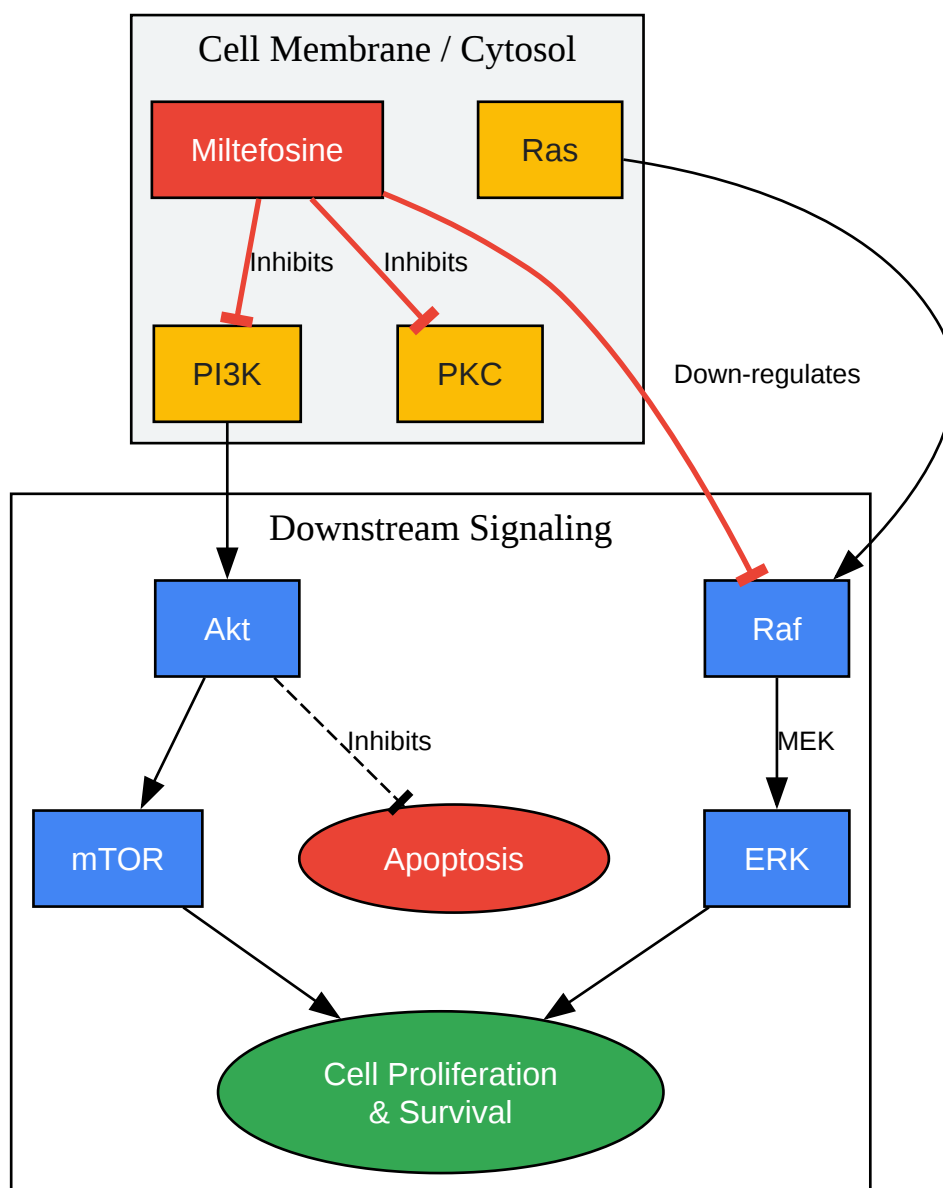 Cell Membrane / Cytosol
Miltefosine
Ras
Inhibits
Inhibits
PI3K
PKC
Down-regulates
Downstream Signaling
Akt
Raf
Inhibits
MEK
mTOR
Apoptosis
ERK
Cell Proliferation
& Survival